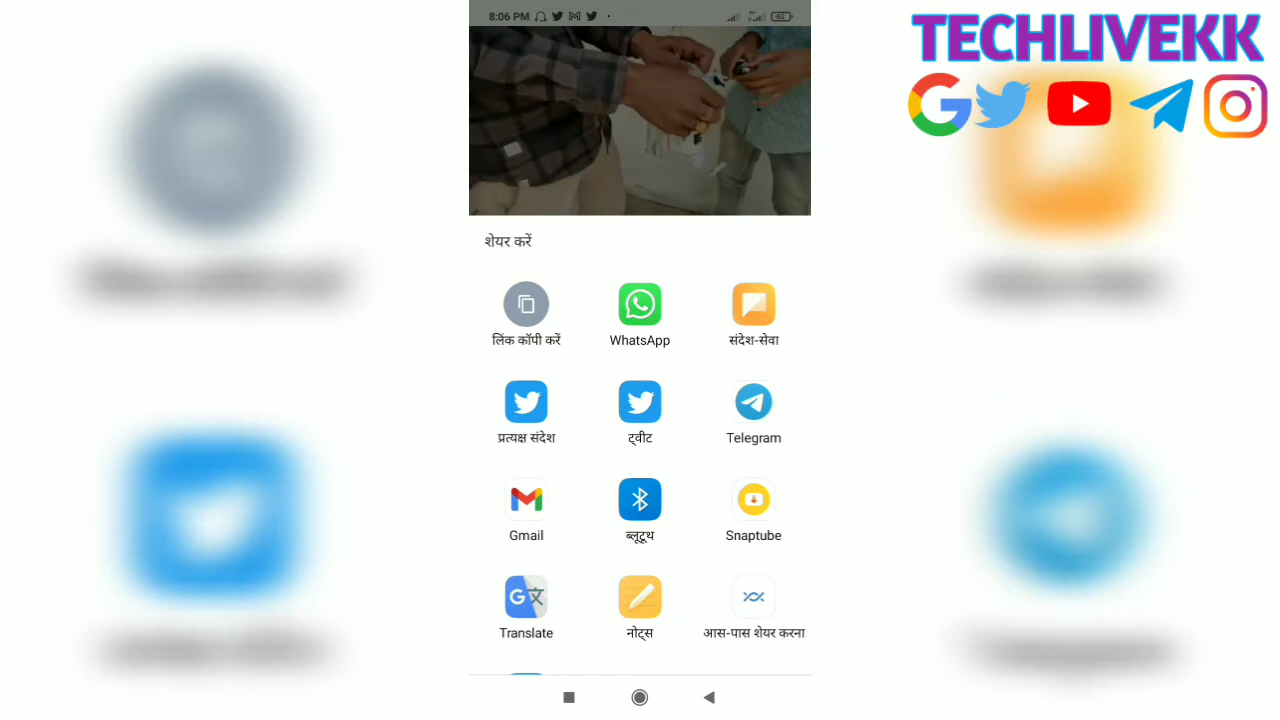 TECHLIVEKK
8:06 PM
शेयर करें
लिंक कॉपी करें
WhatsApp
संदेश-सेवा
प्रत्यक्ष संदेश
ट्वीट
Telegram
Gmail
ब्लूटूथ
Snaptube
Translate
नोट्स
आस-पास शेयर करना